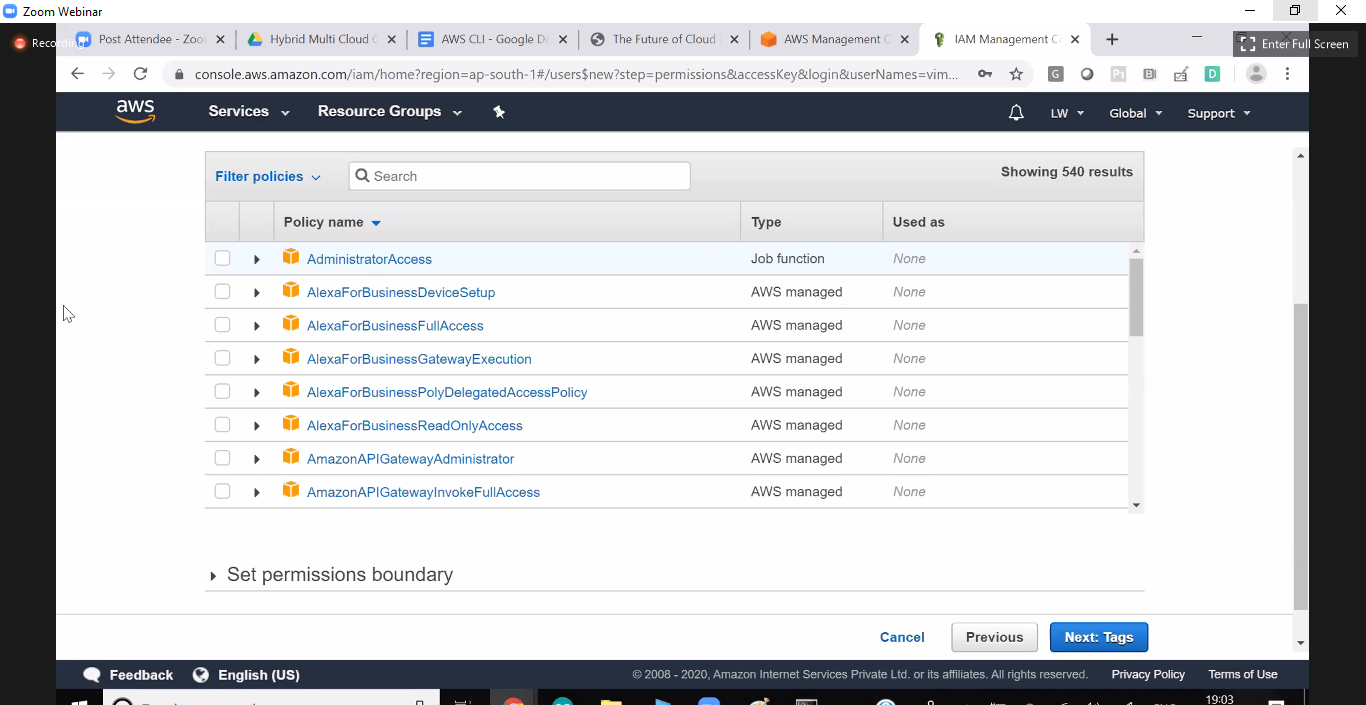 Zoom Webinar
Recording
Post Attendee - Zoo
Hybrid Multi Cloud C
AWS CLI - Google D
The Future of Cloud
AWS Management C
IAM Management C
Enter Full Screen
console.aws.amazon.com/iam/home?region=ap-south-1#/users$new?step=permissions&accessKey&login&userNames=vim...
aws
Services
Resource Groups
LW
Global
Support
Filter policies
Search
Showing 540 results
Policy name
Type
Used as
AdministratorAccess Job function None
AlexaForBusinessDeviceSetup AWS managed None
AlexaForBusinessFullAccess AWS managed None
AlexaForBusinessGatewayExecution AWS managed None
AlexaForBusinessPolyDelegatedAccessPolicy AWS managed None
AlexaForBusinessReadOnlyAccess AWS managed None
AmazonAPIGatewayAdministrator AWS managed None
AmazonAPIGatewayInvokeFullAccess AWS managed None
Set permissions boundary
Cancel
Previous
Next: Tags
Feedback
English (US)
© 2008 - 2020, Amazon Internet Services Private Ltd. or its affiliates. All rights reserved.
Privacy Policy
Terms of Use
19:03